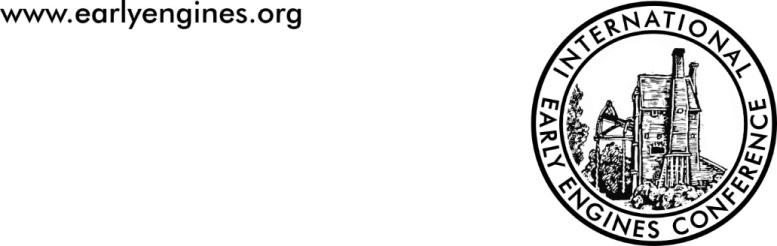 www.earlyengines.org
INTERNATIONAL
EARLY ENGINES CONFERENCE